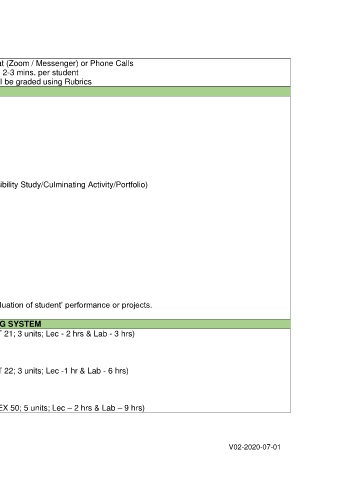 at (Zoom / Messenger) or Phone Calls
2-3 mins. per student
l be graded using Rubrics
ibility Study/Culminating Activity/Portfolio)
luation of student' performance or projects.
G SYSTEM
T 21; 3 units; Lec - 2 hrs & Lab - 3 hrs)
T 22; 3 units; Lec -1 hr & Lab - 6 hrs)
EX 50; 5 units; Lec – 2 hrs & Lab – 9 hrs)
V02-2020-07-01